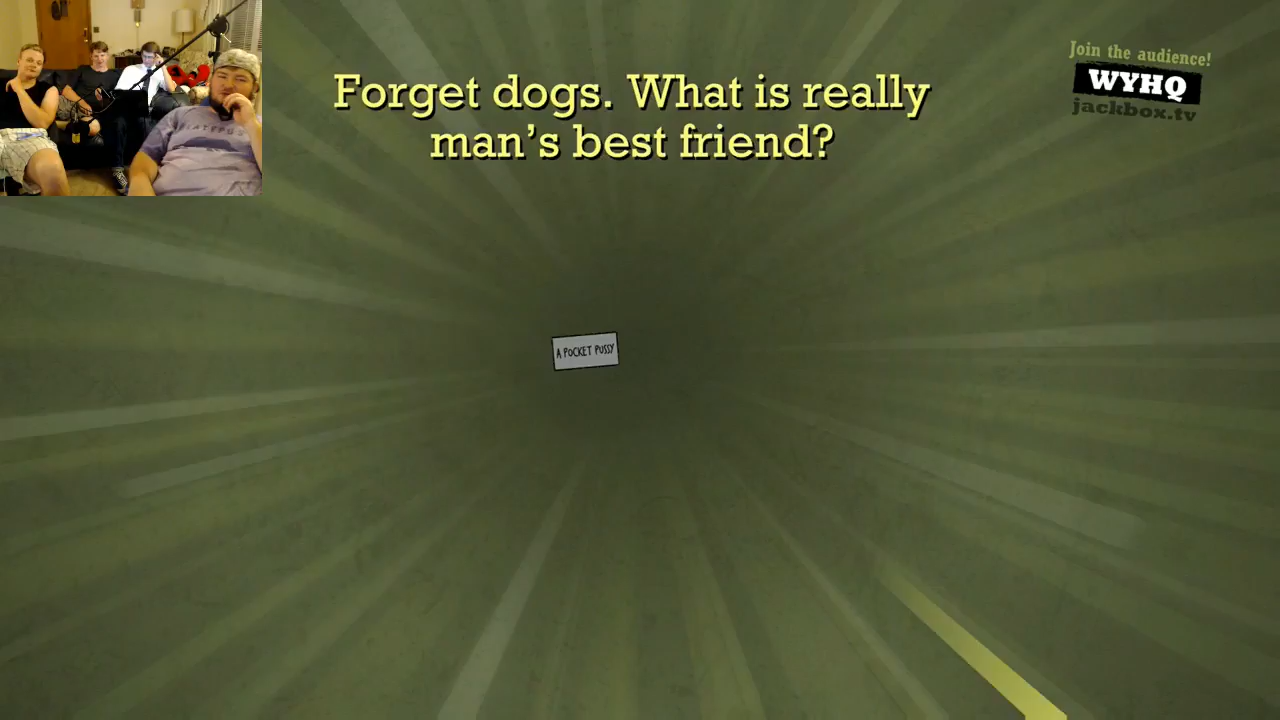 Forget dogs. What is really
man's best friend?
Join the audience!
WYHQ
jackbox.tv
A POCKET PUSSY